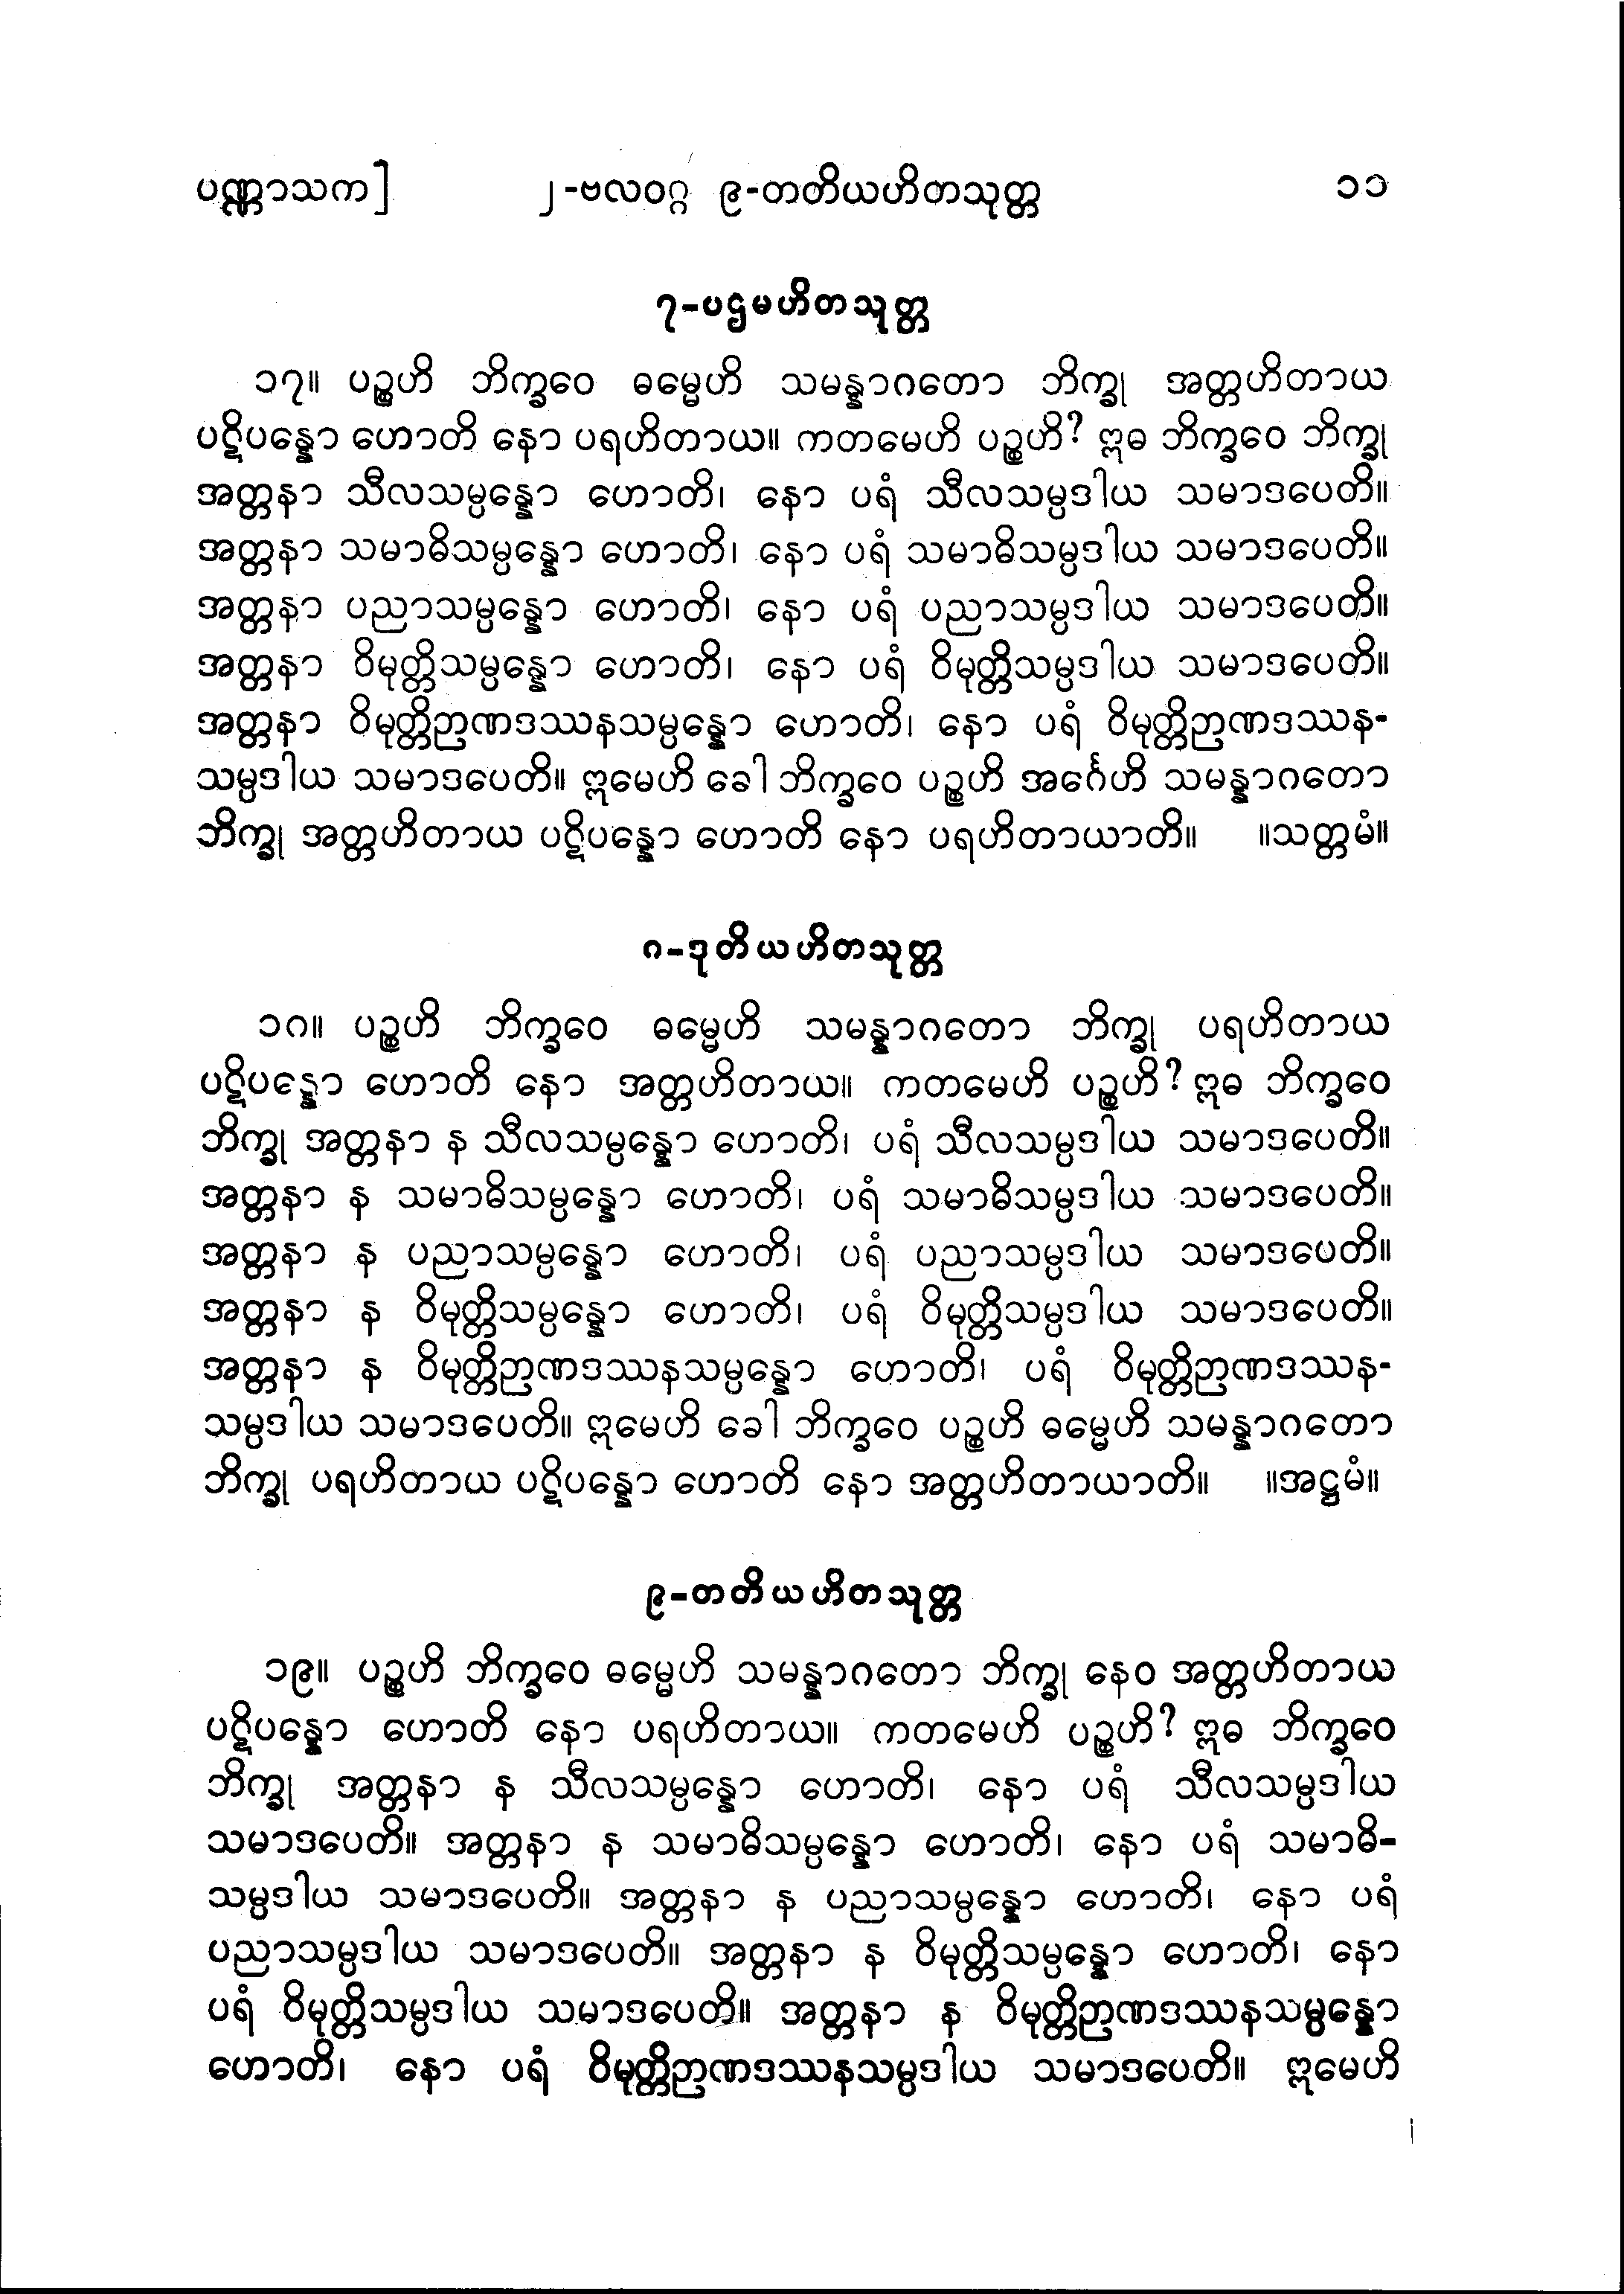 ပဏ္ဏာသက] ၂-ဗလဝဂ္ဂ ၉-တတိယဟိတသုတ္တ ၁၁
၇-ပဌမဟိတသုတ္တ
၁၇။ ပဉ္စဟိ ဘိက္ခဝေ ဓမ္မေဟိ သမန္နာဂတော ဘိက္ခု အတ္တဟိတာယ
ပဋိပန္နော ဟောတိ နော ပရဟိတာယ။ ကတမေဟိ ပဉ္စဟိ? ဣဓ ဘိက္ခဝေ ဘိက္ခု
အတ္တနာ သီလသမ္ပန္နော ဟောတိ၊ နော ပရံ သီလသမ္ပဒါယ သမာဒပေတိ။
အတ္တနာ သမာဓိသမ္ပန္နော ဟောတိ၊ နော ပရံ သမာဓိသမ္ပဒါယ သမာဒပေတိ။
အတ္တနာ ပညာသမ္ပန္နော ဟောတိ၊ နော ပရံ ပညာသမ္ပဒါယ သမာဒပေတိ။
အတ္တနာ ဝိမုတ္တိသမ္ပန္နော ဟောတိ၊ နော ပရံ ဝိမုတ္တိသမ္ပဒါယ သမာဒပေတိ။
အတ္တနာ ဝိမုတ္တိဉာဏဒဿနသမ္ပန္နော ဟောတိ၊ နော ပရံ ဝိမုတ္တိဉာဏဒဿန-
သမ္ပဒါယ သမာဒပေတိ။ ဣမေဟိ ခေါ ဘိက္ခဝေ ပဉ္စဟိ အင်္ဂေဟိ သမန္နာဂတော
ဘိက္ခု အတ္တဟိတာယ ပဋိပန္နော ဟောတိ နော ပရဟိတာယာတိ။ ။သတ္တမံ။
၈-ဒုတိယဟိတသုတ္တ
၁၈။ ပဉ္စဟိ ဘိက္ခဝေ ဓမ္မေဟိ သမန္နာဂတော ဘိက္ခု ပရဟိတာယ
ပဋိပန္နော ဟောတိ နော အတ္တဟိတာယ။ ကတမေဟိ ပဉ္စဟိ? ဣဓ ဘိက္ခဝေ
ဘိက္ခု အတ္တနာ န သီလသမ္ပန္နော ဟောတိ၊ ပရံ သီလသမ္ပဒါယ သမာဒပေတိ။
အတ္တနာ န သမာဓိသမ္ပန္နော ဟောတိ၊ ပရံ သမာဓိသမ္ပဒါယ သမာဒပေတိ။
အတ္တနာ န ပညာသမ္ပန္နော ဟောတိ၊ ပရံ ပညာသမ္ပဒါယ သမာဒပေတိ။
အတ္တနာ န ဝိမုတ္တိသမ္ပန္နော ဟောတိ၊ ပရံ ဝိမုတ္တိသမ္ပဒါယ သမာဒပေတိ။
အတ္တနာ န ဝိမုတ္တိဉာဏဒဿနသမ္ပန္နော ဟောတိ၊ ပရံ ဝိမုတ္တိဉာဏဒဿန-
သမ္ပဒါယ သမာဒပေတိ။ ဣမေဟိ ခေါ ဘိက္ခဝေ ပဉ္စဟိ ဓမ္မေဟိ သမန္နာဂတော
ဘိက္ခု ပရဟိတာယ ပဋိပန္နော ဟောတိ နော အတ္တဟိတာယာတိ။ ။အဋ္ဌမံ။
၉-တတိယဟိတသုတ္တ
၁၉။ ပဉ္စဟိ ဘိက္ခဝေ ဓမ္မေဟိ သမန္နာဂတော ဘိက္ခု နေဝ အတ္တဟိတာယ
ပဋိပန္နော ဟောတိ နော ပရဟိတာယ။ ကတမေဟိ ပဉ္စဟိ? ဣဓ ဘိက္ခဝေ
ဘိက္ခု အတ္တနာ န သီလသမ္ပန္နော ဟောတိ၊ နော ပရံ သီလသမ္ပဒါယ
သမာဒပေတိ။ အတ္တနာ န သမာဓိသမ္ပန္နော ဟောတိ၊ နော ပရံ သမာဓိ-
သမ္ပဒါယ သမာဒပေတိ။ အတ္တနာ န ပညာသမ္ပန္နော ဟောတိ၊ နော ပရံ
ပညာသမ္ပဒါယ သမာဒပေတိ။ အတ္တနာ န ဝိမုတ္တိသမ္ပန္နော ဟောတိ၊ နော
ပရံ ဝိမုတ္တိသမ္ပဒါယ သမာဒပေတိ။ အတ္တနာ န ဝိမုတ္တိဉာဏဒဿနသမ္ပန္နော
ဟောတိ၊ နော ပရံ ဝိမုတ္တိဉာဏဒဿနသမ္ပဒါယ သမာဒပေတိ။ ဣမေဟိ